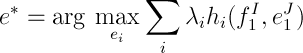 e^* = \arg \max_{e_i} \sum_i \lambda_i h_i(f_1^I, e_1^J)